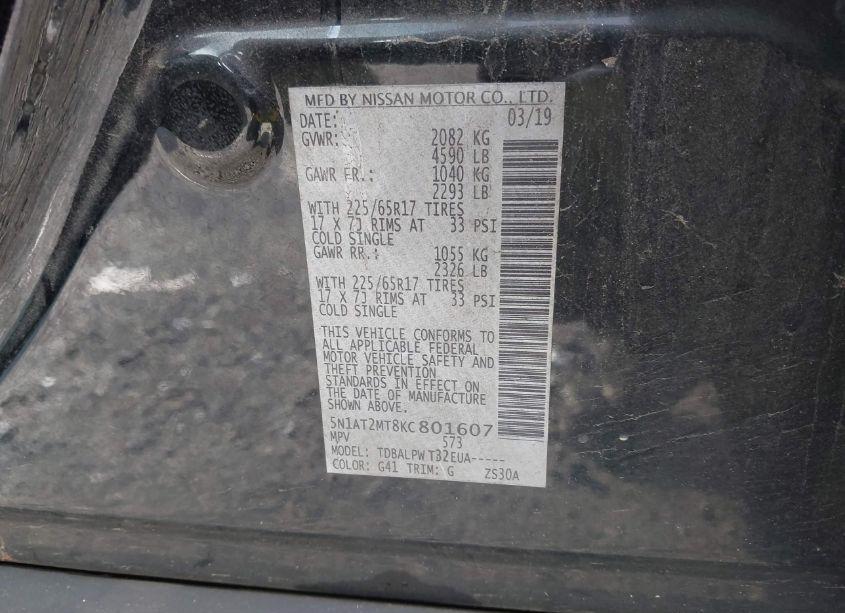 MFD BY NISSAN MOTOR CO., LTD.
DATE: 03/19
GVWR: 2082 KG
4590 LB
GAWR FR.: 1040 KG
2293 LB
WITH 225/65R17 TIRES
17 X 7J RIMS AT 33 PSI
COLD SINGLE
GAWR RR.: 1055 KG
2326 LB
WITH 225/65R17 TIRES
17 X 7J RIMS AT 33 PSI
COLD SINGLE
THIS VEHICLE CONFORMS TO
ALL APPLICABLE FEDERAL
MOTOR VEHICLE SAFETY AND
THEFT PREVENTION
STANDARDS IN EFFECT ON
THE DATE OF MANUFACTURE
SHOWN ABOVE.
5N1AT2MT8KC801607
MPV 573
MODEL: TDBALPW T32EUA-----
COLOR: G41 TRIM: G ZS30A